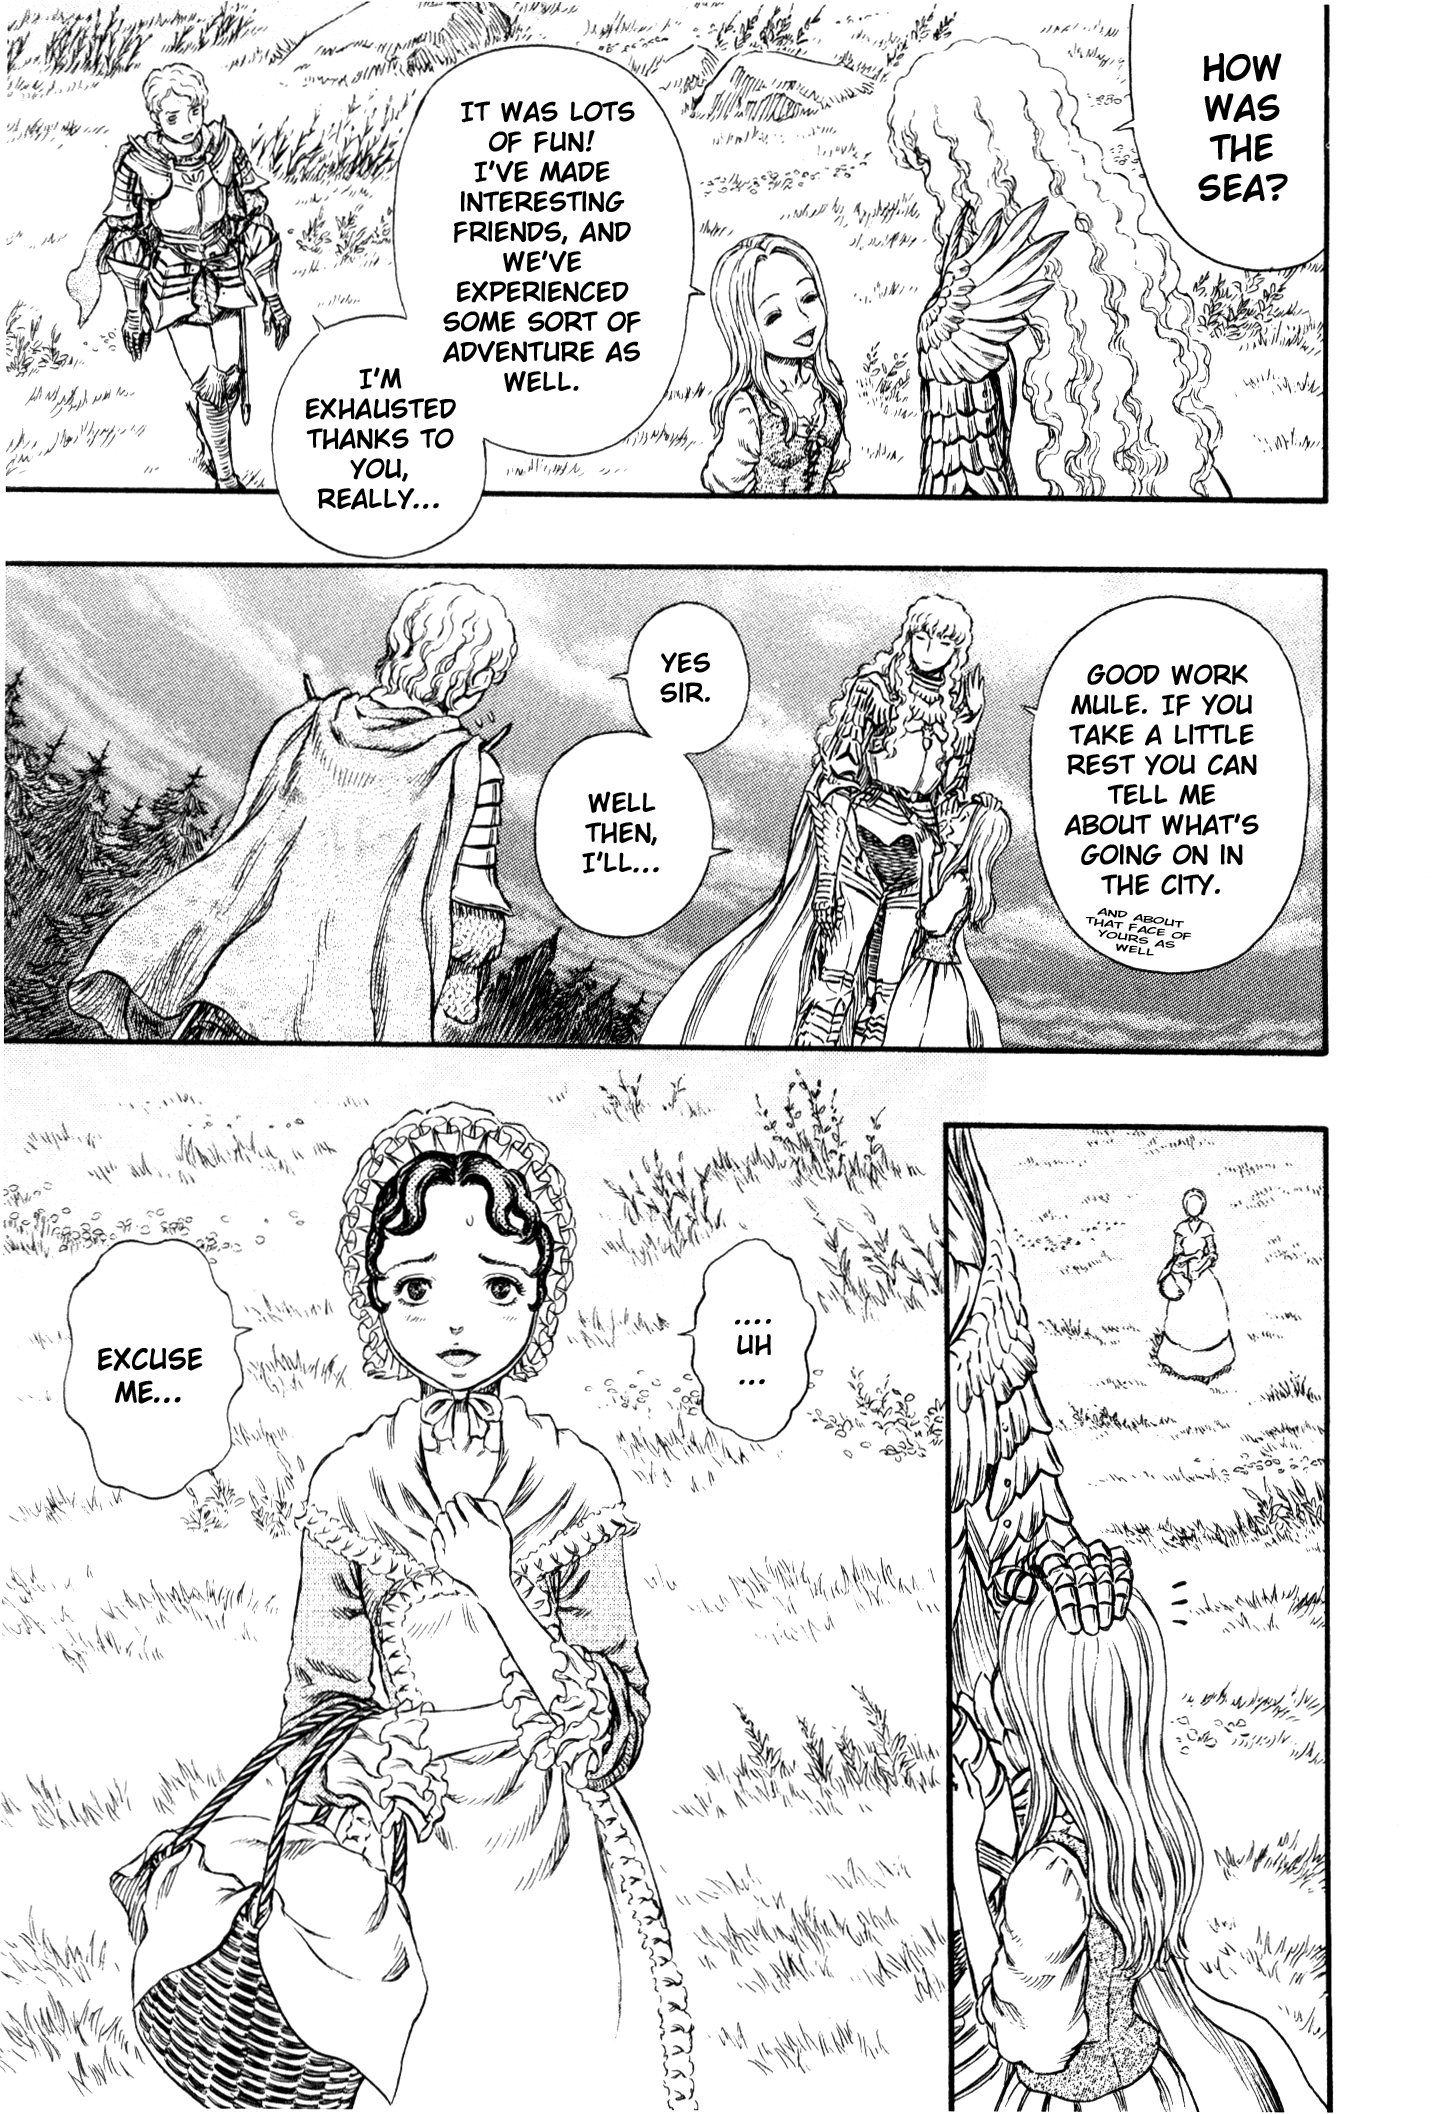 HOW
WAS
THE
SEA?
IT WAS LOTS
OF FUN!
I'VE MADE
INTERESTING
FRIENDS, AND
WE'VE
EXPERIENCED
SOME SORT OF
ADVENTURE AS
WELL.
I'M
EXHAUSTED
THANKS TO
YOU,
REALLY...
GOOD WORK
MULE. IF YOU
TAKE A LITTLE
REST YOU CAN
TELL ME
ABOUT WHAT'S
GOING ON IN
THE CITY.
AND ABOUT
THAT FACE OF
YOURS AS
WELL
YES
SIR.
WELL
THEN,
I'LL...
....
UH
...
EXCUSE
ME...